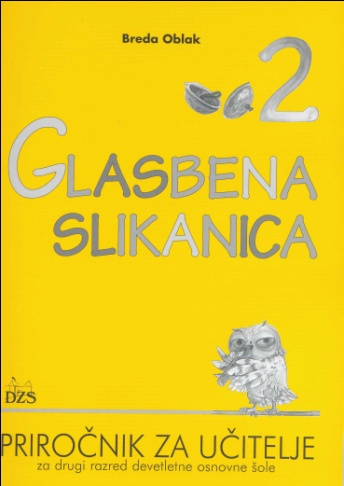 Breda Oblak
2
GLASBENA
SLIKANICA
DZS
PRIROČNIK ZA UČITELJE
za drugi razred devetletne osnovne šole